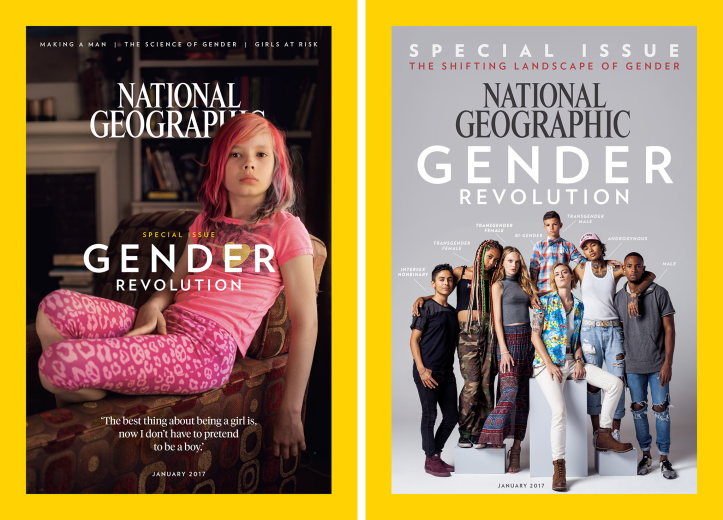 MAKING A MAN | THE SCIENCE OF GENDER | GIRLS AT RISK
NATIONAL
GEOGRAPHIC
SPECIAL ISSUE
GENDER
REVOLUTION
‘The best thing about being a girl is,
now I don’t have to pretend
to be a boy.’
JANUARY 2017
SPECIAL ISSUE
THE SHIFTING LANDSCAPE OF GENDER
NATIONAL
GEOGRAPHIC
GENDER
REVOLUTION
INTERSEX
NONBINARY
TRANSGENDER
FEMALE
TRANSGENDER
FEMALE
BI-GENDER
TRANSGENDER
MALE
ANDROGYNOUS
MALE
JANUARY 2017